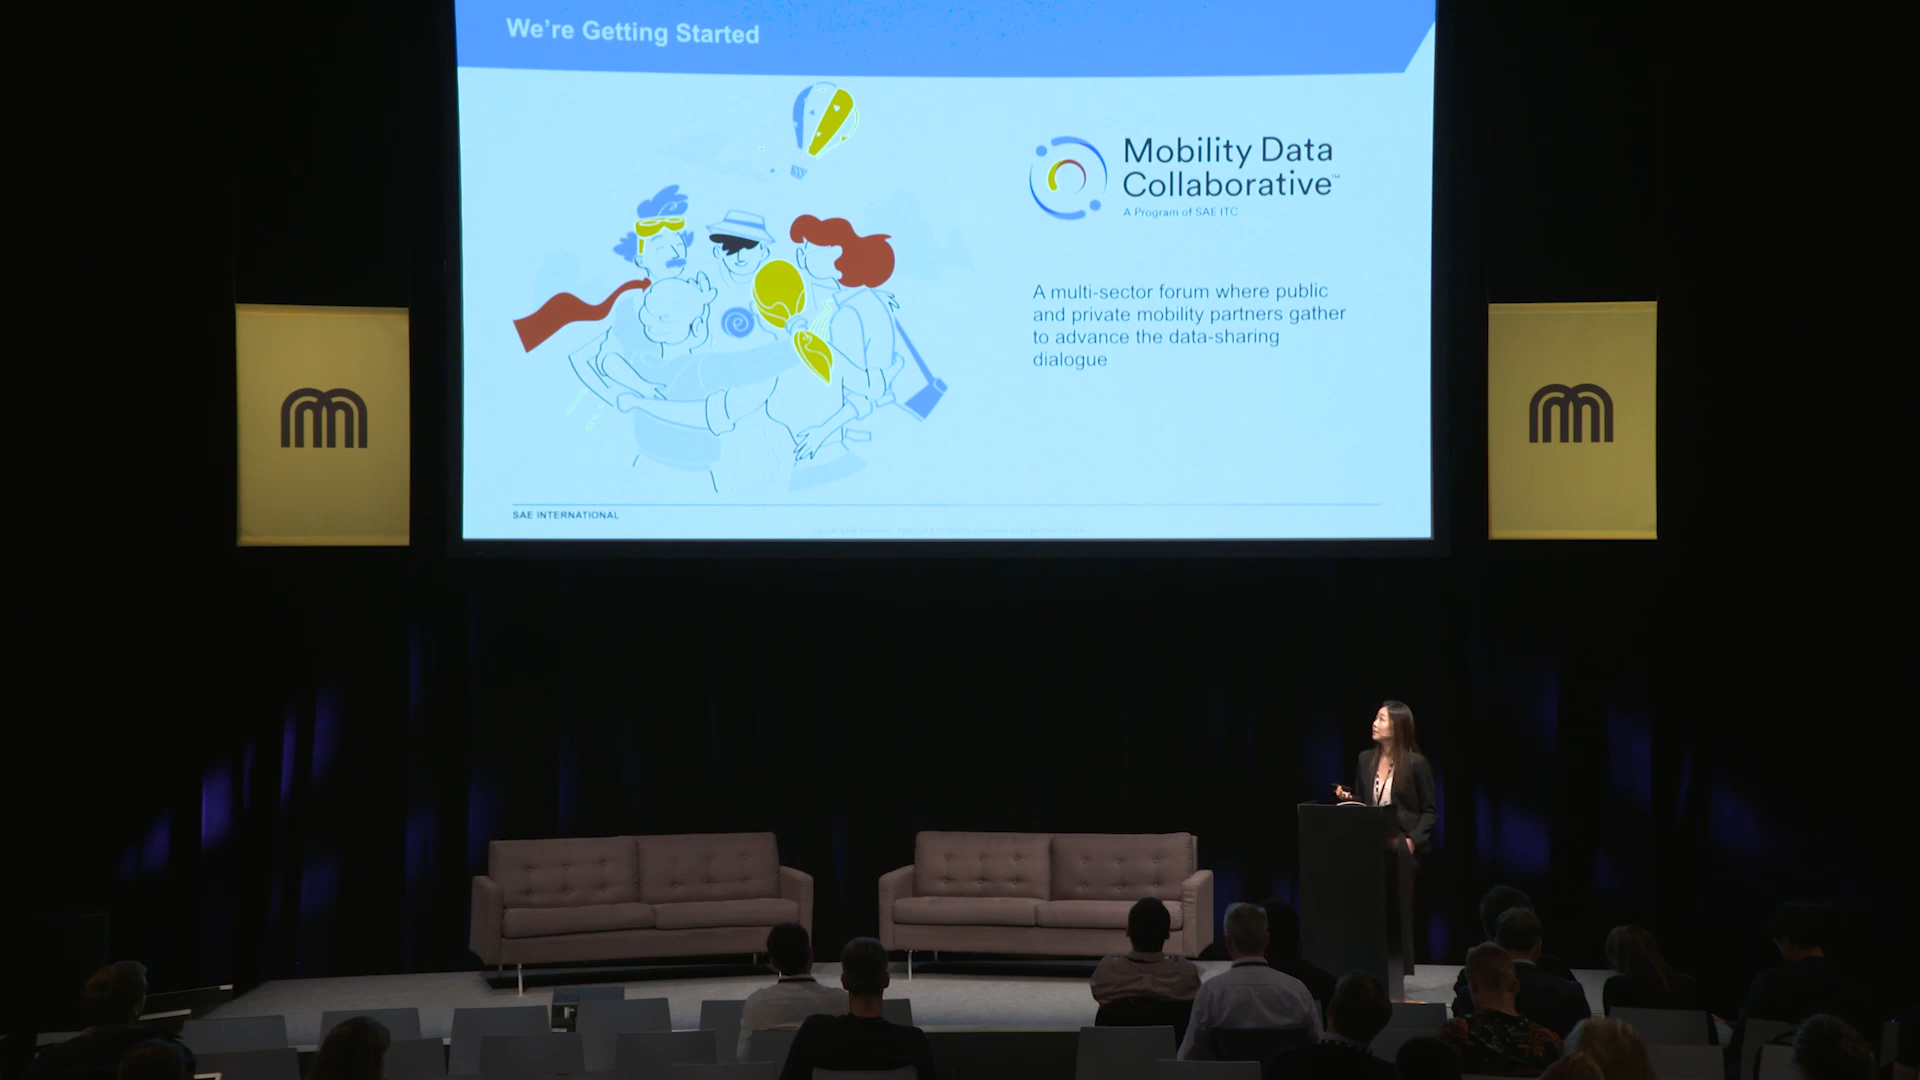 We're Getting Started
Mobility Data
Collaborative™
A Program of SAE ITC
A multi-sector forum where public
and private mobility partners gather
to advance the data-sharing
dialogue
SAE INTERNATIONAL